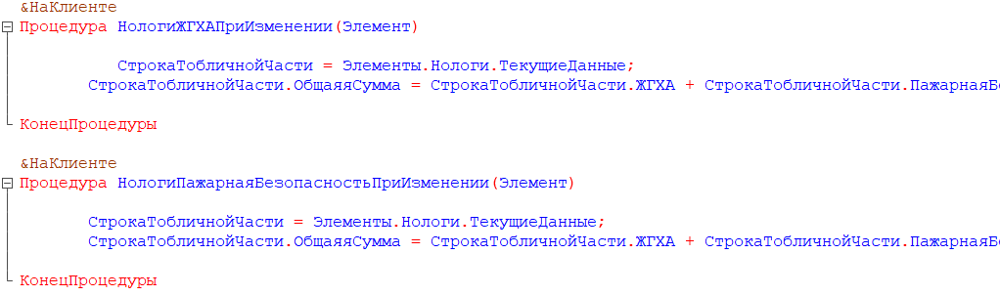 &НаКлиенте
Процедура НологиЖГХАПриИзменении(Элемент)
СтрокаТобличнойЧасти = Элементы.Нологи.ТекущиеДанные;
СтрокаТобличнойЧасти.ОбщаяяСумма = СтрокаТобличнойЧасти.ЖГХА + СтрокаТобличнойЧасти.ПажарнаяБе
КонецПроцедуры
&НаКлиенте
Процедура НологиПажарнаяБезопасностьПриИзменении(Элемент)
СтрокаТобличнойЧасти = Элементы.Нологи.ТекущиеДанные;
СтрокаТобличнойЧасти.ОбщаяяСумма = СтрокаТобличнойЧасти.ЖГХА + СтрокаТобличнойЧасти.ПажарнаяБе
КонецПроцедуры